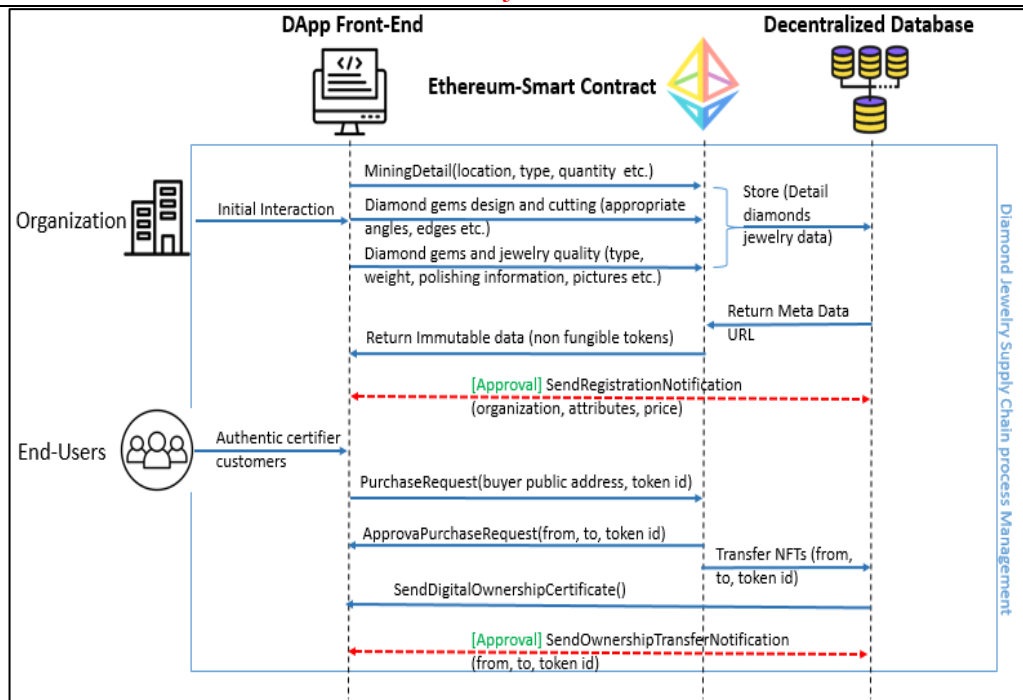 DApp Front-End
Decentralized Database
Ethereum-Smart Contract
MiningDetail(location, type, quantity etc.)
Organization
Initial Interaction
Diamond gems design and cutting (appropriate
angles, edges etc.)
Diamond gems and jewelry quality (type,
weight, polishing information, pictures etc.)
Store (Detail
diamonds
jewelry data)
Return Meta Data
URL
Return Immutable data (non fungible tokens)
[Approval] SendRegistrationNotification
(organization, attributes, price)
End-Users
Authentic certifier
customers
PurchaseRequest(buyer public address, token id)
ApprovaPurchaseRequest(from, to, token id)
Transfer NFTs (from,
to, token id)
SendDigitalOwnershipCertificate()
[Approval] SendOwnershipTransferNotification
(from, to, token id)
Diamond Jewelry Supply Chain process Management